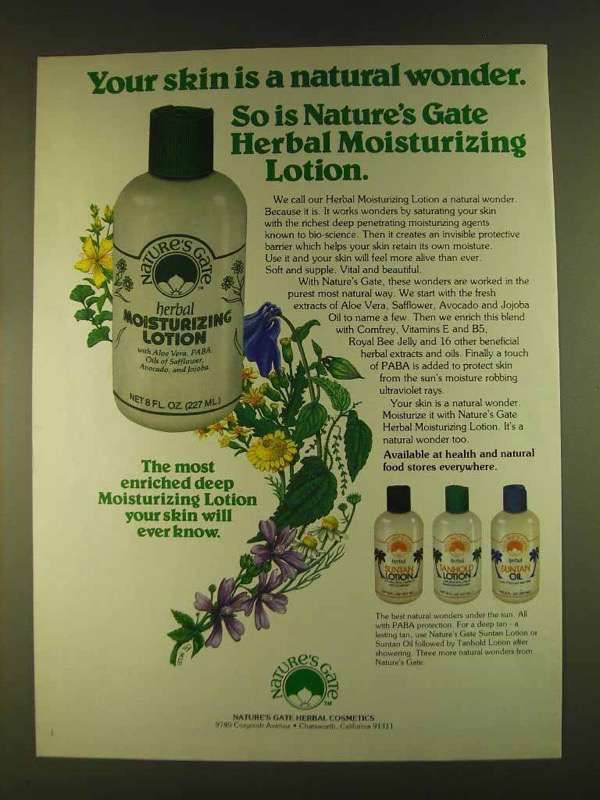 Your skin is a natural wonder.
So is Nature's Gate
Herbal Moisturizing
Lotion.
We call our Herbal Moisturizing Lotion a natural wonder.
Because it is. It works wonders by saturating your skin
with the richest deep penetrating moisturizing agents
known to bio-science. Then it creates an invisible protective
barrier which helps your skin retain its own moisture.
Use it and your skin will feel more alive than ever.
Soft and supple. Vital and beautiful.
With Nature's Gate, these wonders are worked in the
purest most natural way. We start with the fresh
extracts of Aloe Vera, Safflower, Avocado and Jojoba
Oil to name a few. Then we enrich this blend
with Comfrey, Vitamins E and B5,
Royal Bee Jelly and 16 other beneficial
herbal extracts and oils. Finally a touch
of PABA is added to protect skin
from the sun's moisture robbing
ultraviolet rays.
Your skin is a natural wonder.
Moisturize it with Nature's Gate
Herbal Moisturizing Lotion. It's a
natural wonder too.
Available at health and natural
food stores everywhere.
NATURE'S GATE
TM
herbal
MOISTURIZING
LOTION
with Aloe Vera, PABA,
Oils of Safflower,
Avocado, and Jojoba
NET 8 FL. OZ. (227 ML.)
The most
enriched deep
Moisturizing Lotion
your skin will
ever know.
herbal
SUNTAN
LOTION
herbal
TANHOLD
LOTION
herbal
SUNTAN
OIL
The best natural wonders under the sun. All
with PABA protection. For a deep tan - a
lasting tan, use Nature's Gate Suntan Lotion or
Suntan Oil followed by Tanhold Lotion after
showering. Three more natural wonders from
Nature's Gate.
NATURE'S GATE
TM
NATURE'S GATE HERBAL COSMETICS
Avenue • Chatsworth, California 91311